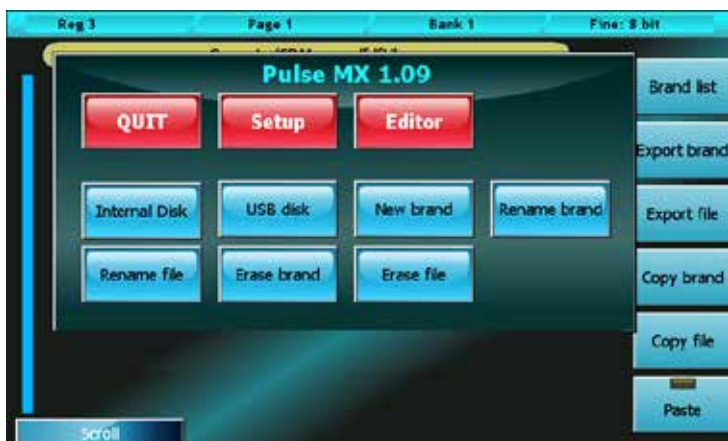 Reg 3 Page 1 Bank 1 Fine: 8 bit
Pulse MX 1.09
QUIT Setup Editor
Internal Disk USB disk New brand Rename brand
Rename file Erase brand Erase file
Brand list
Export brand
Export file
Copy brand
Copy file
Paste
Scroll